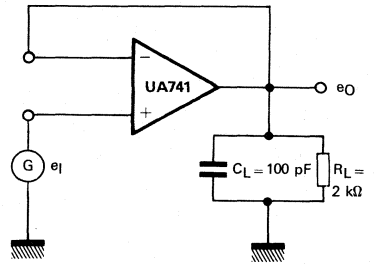 −
UA741
+
eO
G
eI
CL = 100 pF
RL =
2 kΩ